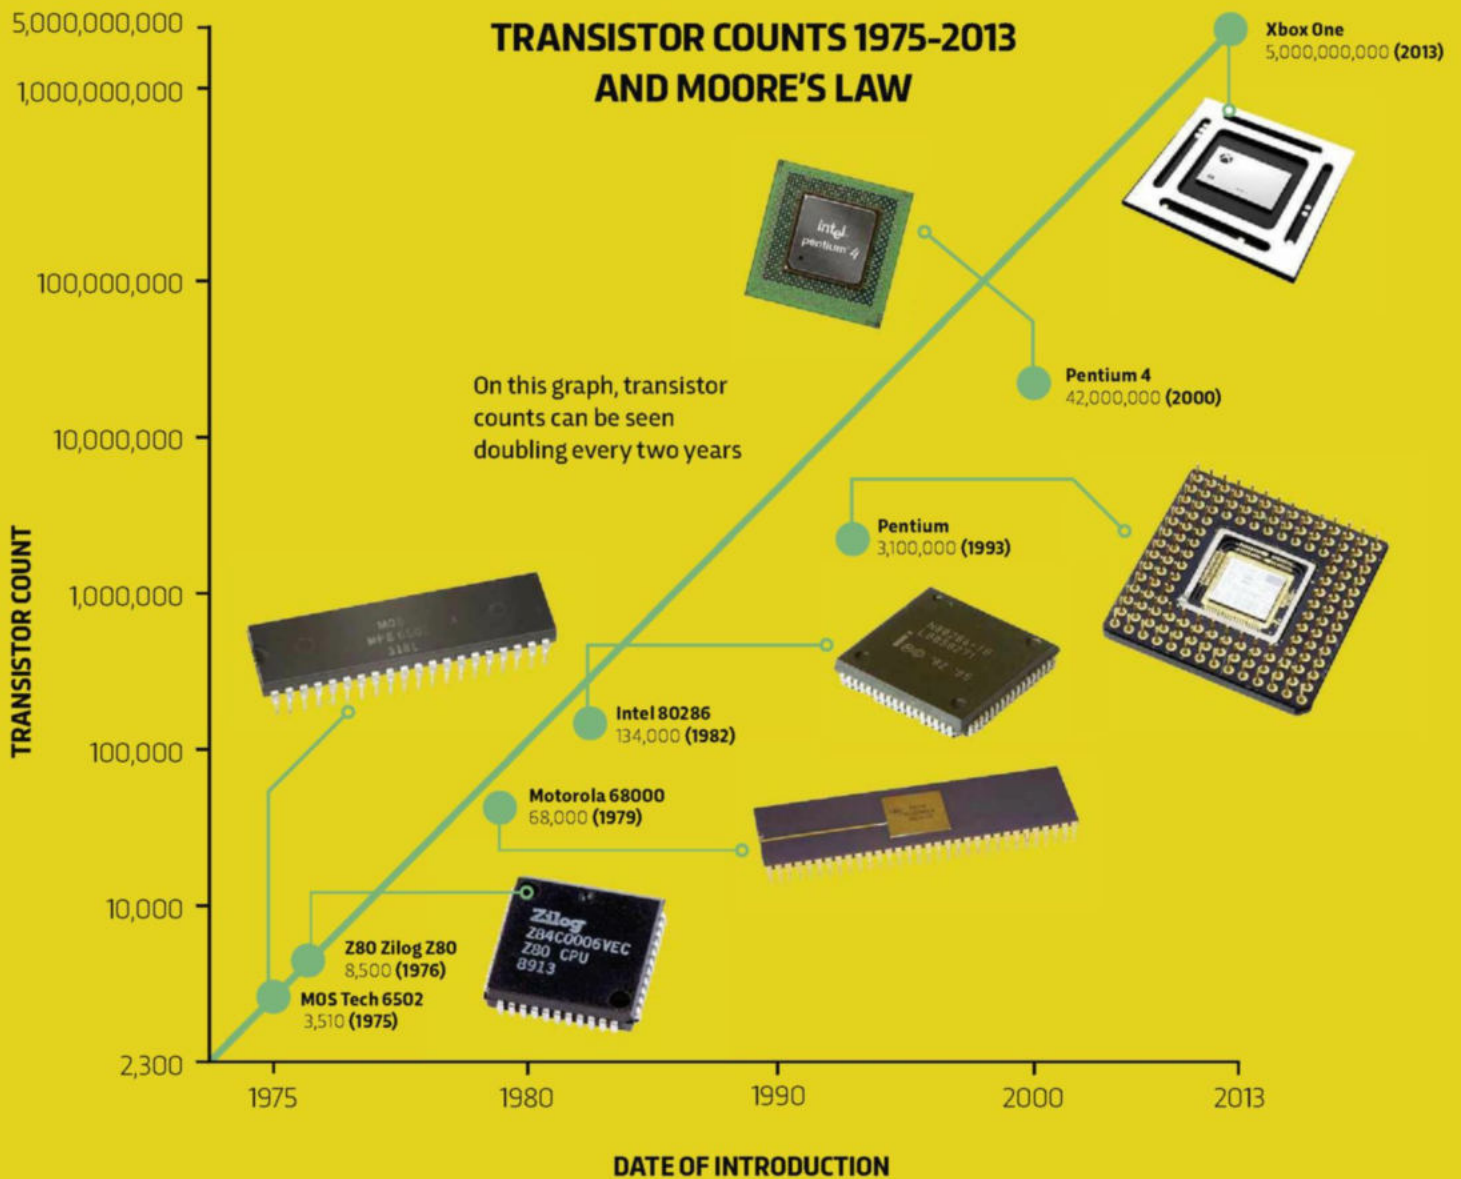 TRANSISTOR COUNTS 1975-2013
AND MOORE'S LAW
5,000,000,000
1,000,000,000
100,000,000
10,000,000
1,000,000
100,000
10,000
2,300
TRANSISTOR COUNT
Xbox One
5,000,000,000 (2013)
intel
pentium 4
On this graph, transistor
counts can be seen
doubling every two years
Pentium 4
42,000,000 (2000)
Pentium
3,100,000 (1993)
MOS
Intel 80286
134,000 (1982)
Motorola 68000
68,000 (1979)
Zilog
Z84C0006VEC
Z80 CPU
8913
Z80 Zilog Z80
8,500 (1976)
MOS Tech 6502
3,510 (1975)
1975
1980
1990
2000
2013
DATE OF INTRODUCTION